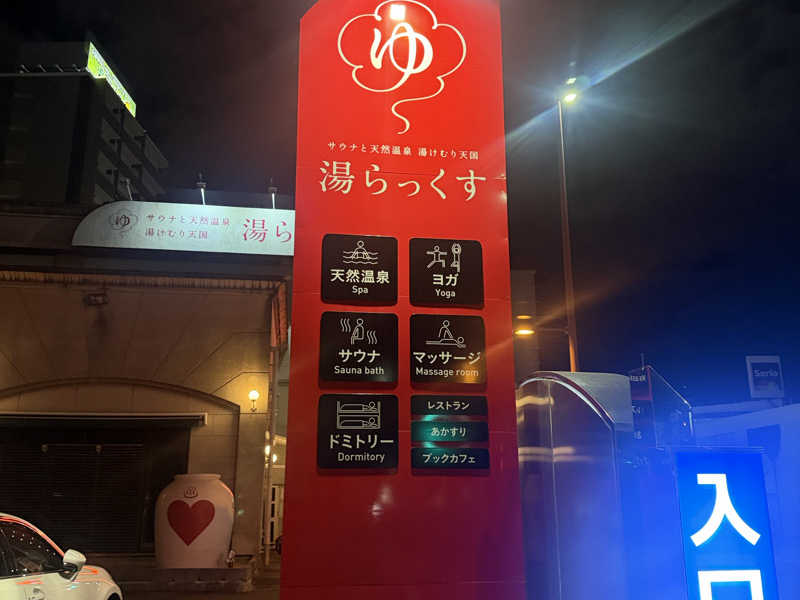 ゆ
サウナと天然温泉 湯けむり天国
湯らっくす
ゆ
サウナと天然温泉
湯けむり天国
湯ら
天然温泉
Spa
ヨガ
Yoga
サウナ
Sauna bath
マッサージ
Massage room
ドミトリー
Dormitory
レストラン
あかすり
ブックカフェ
Seria
入
口